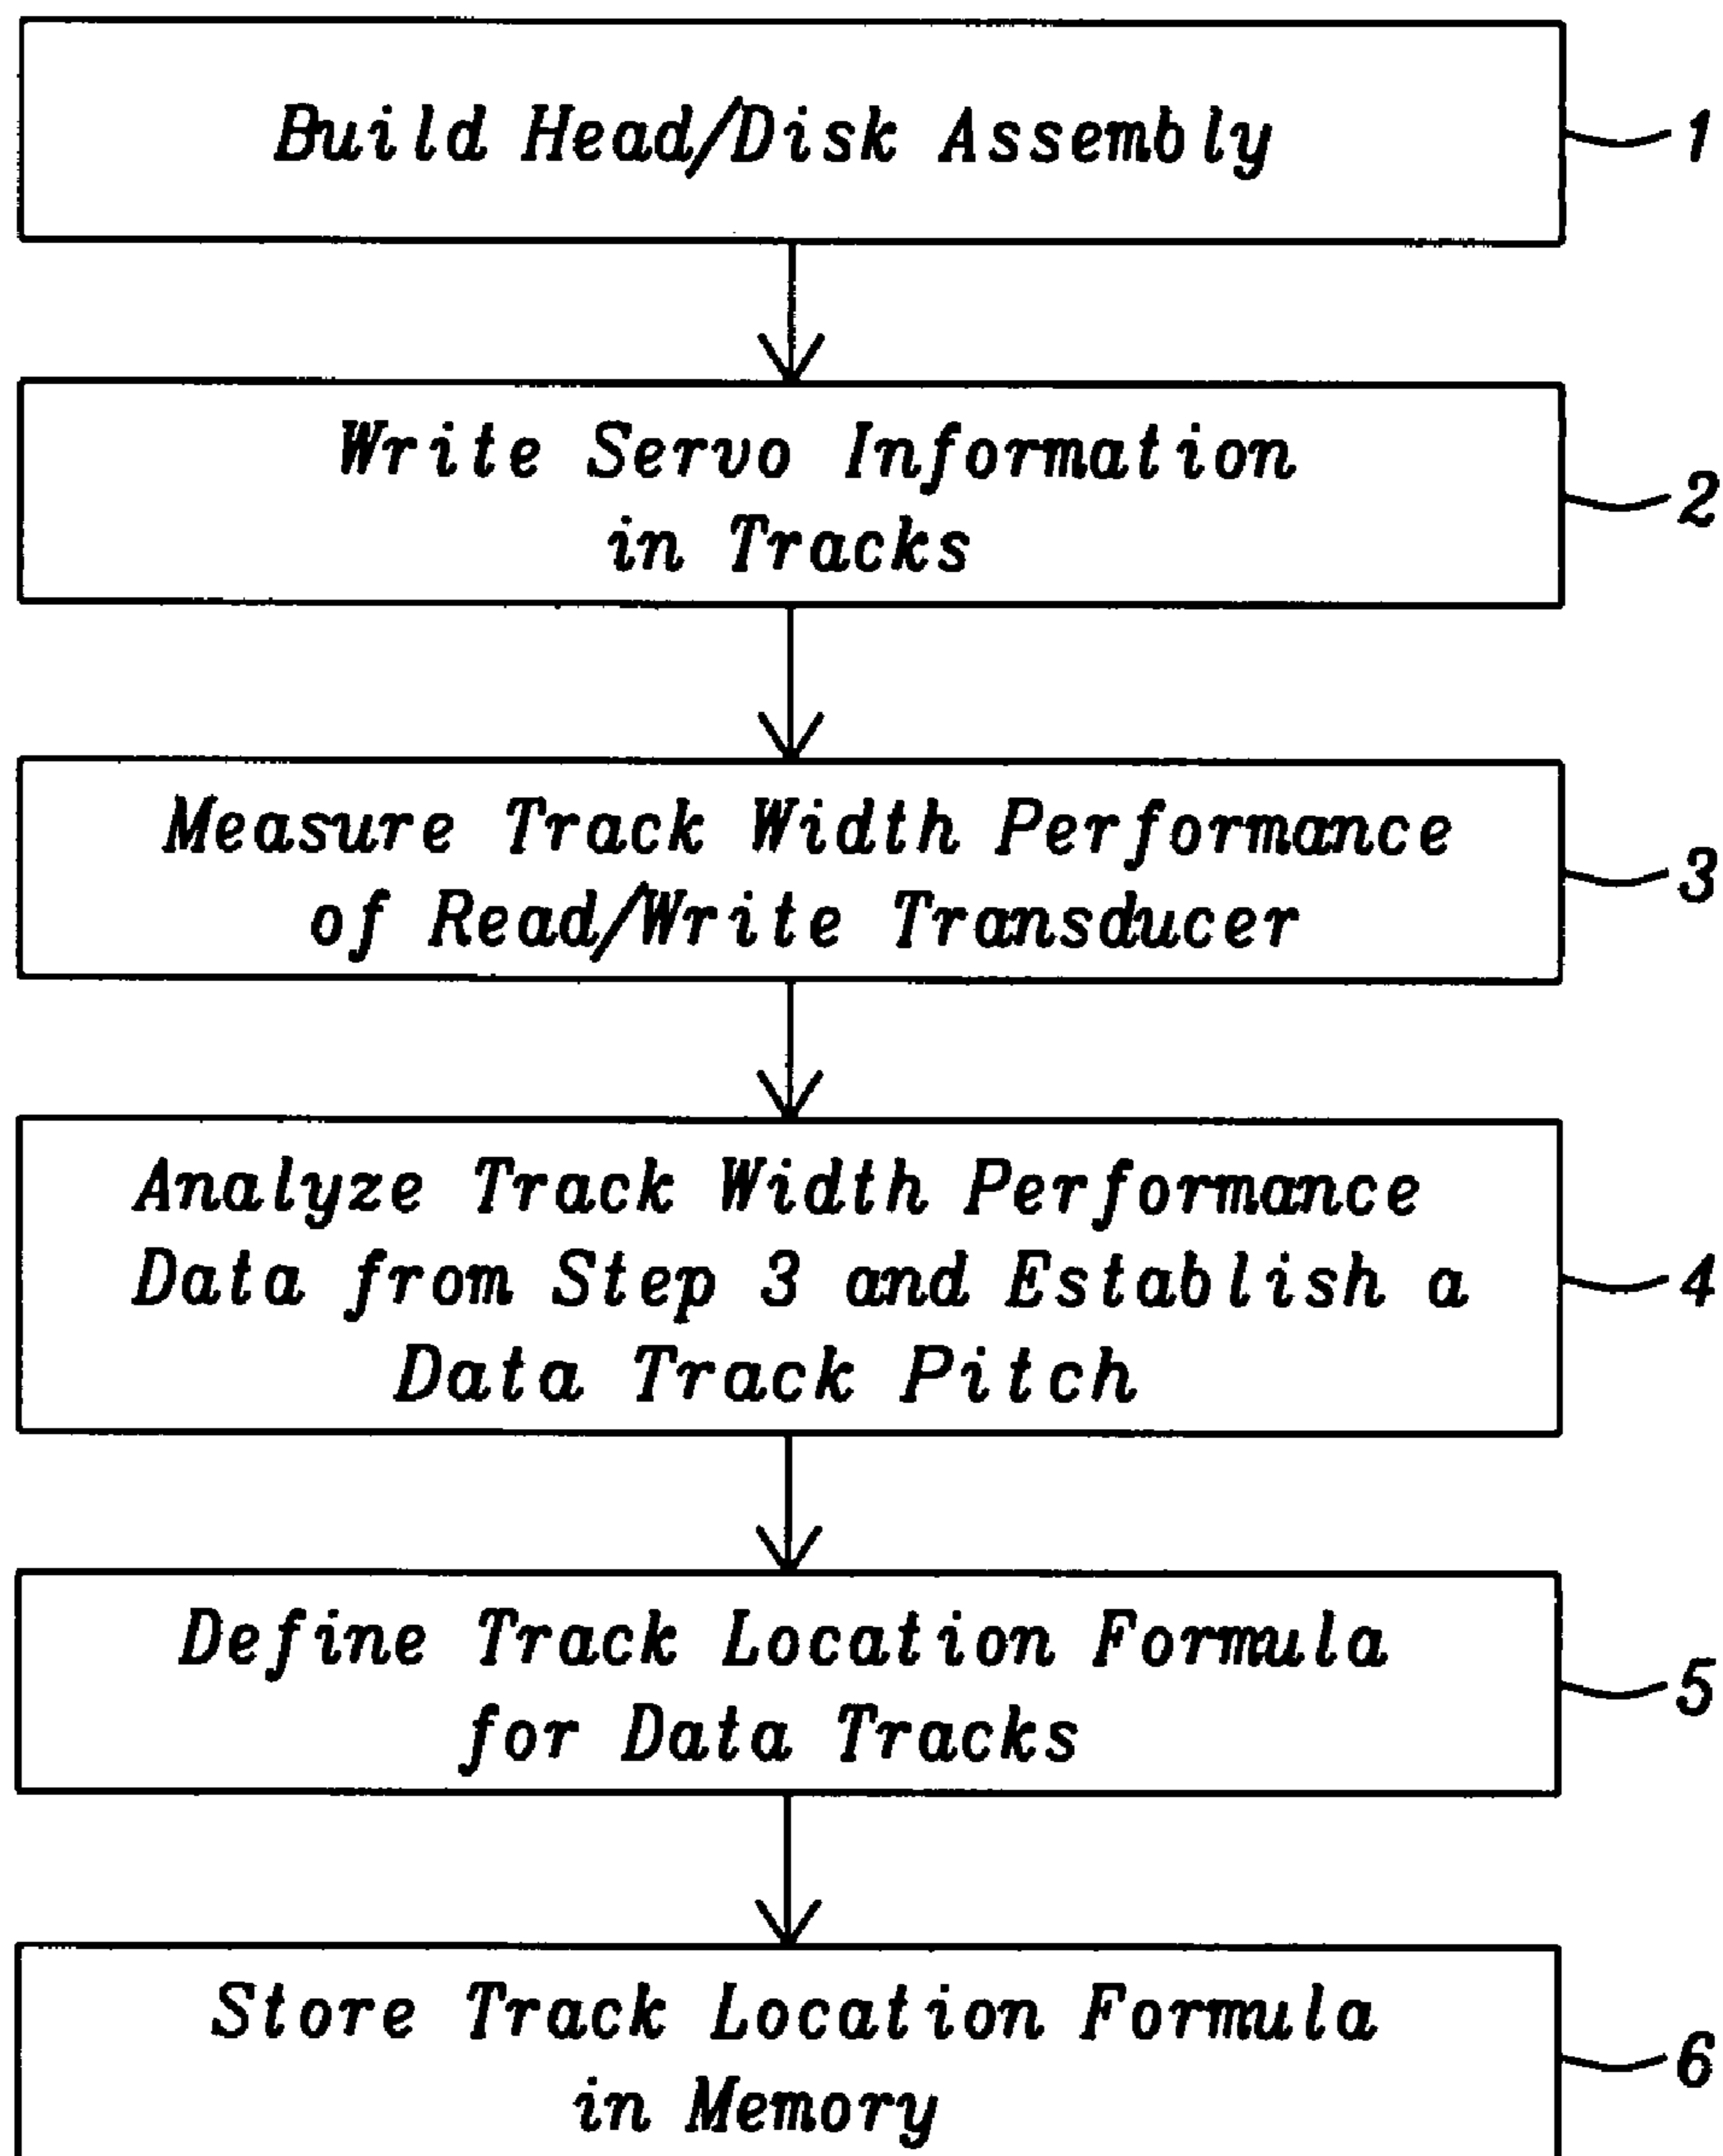 Build Head/Disk Assembly
1
Write Servo Information
in Tracks
2
Measure Track Width Performance
of Read/Write Transducer
3
Analyze Track Width Performance
Data from Step 3 and Establish a
Data Track Pitch
4
Define Track Location Formula
for Data Tracks
5
Store Track Location Formula
in Memory
6